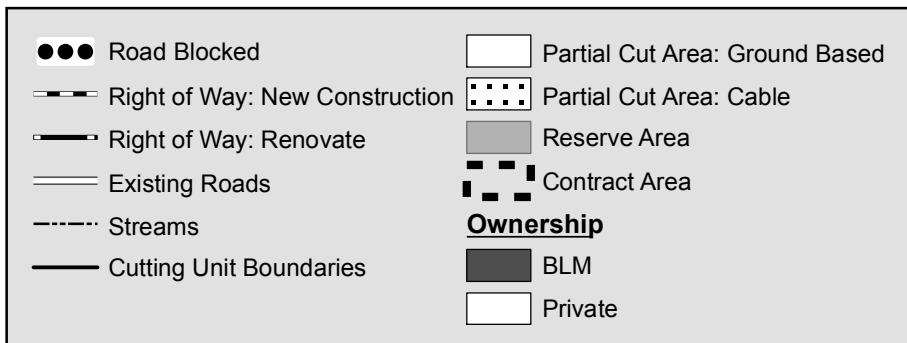 Road Blocked
Right of Way: New Construction
Right of Way: Renovate
Existing Roads
Streams
Cutting Unit Boundaries
Partial Cut Area: Ground Based
Partial Cut Area: Cable
Reserve Area
Contract Area
Ownership
BLM
Private